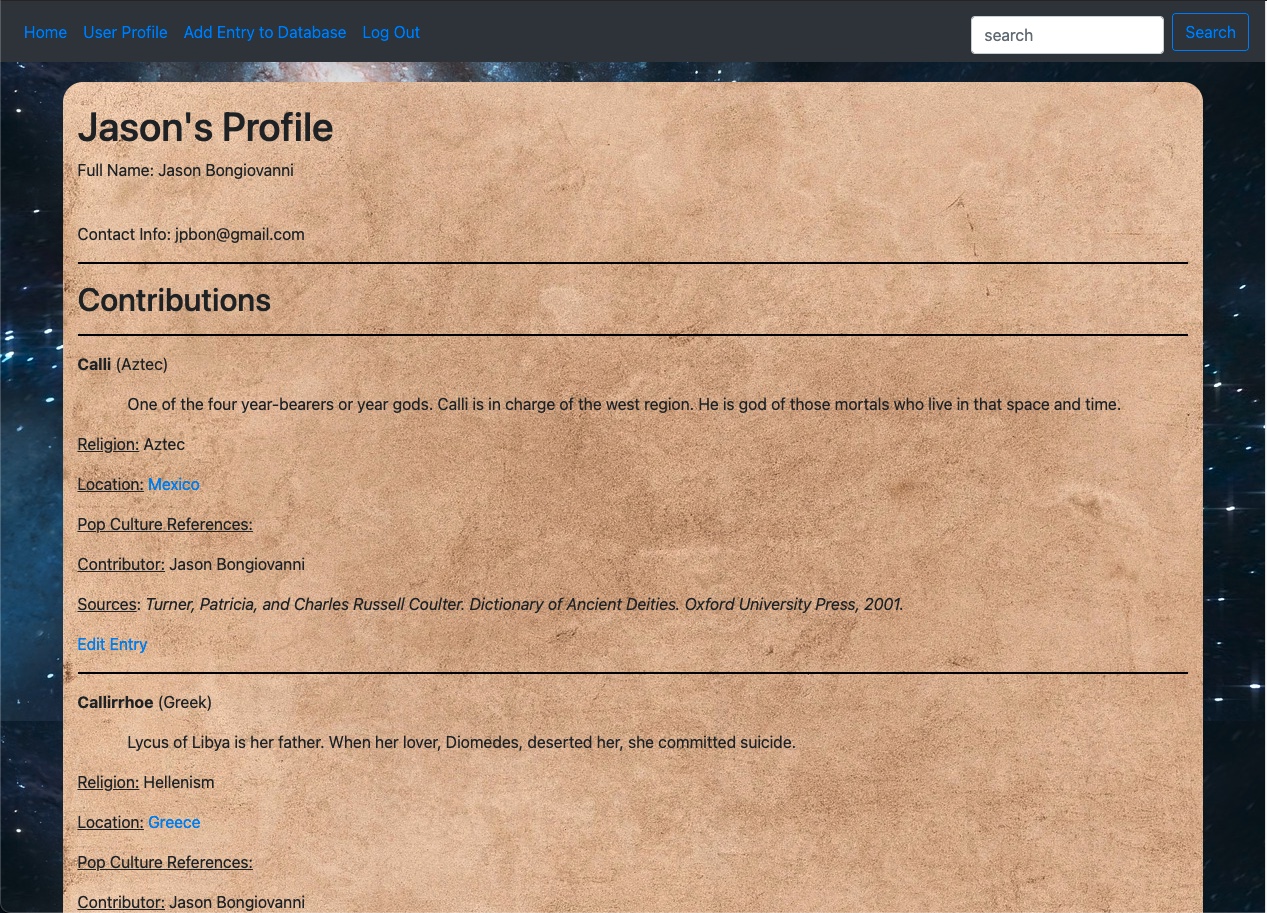 Home User Profile Add Entry to Database Log Out search Search
Jason's Profile
Full Name: Jason Bongiovanni
Contact Info: jpbon@gmail.com
Contributions
Calli (Aztec)
One of the four year-bearers or year gods. Calli is in charge of the west region. He is god of those mortals who live in that space and time.
Religion: Aztec
Location: Mexico
Pop Culture References:
Contributor: Jason Bongiovanni
Sources: Turner, Patricia, and Charles Russell Coulter. Dictionary of Ancient Deities. Oxford University Press, 2001.
Edit Entry
Callirrhoe (Greek)
Lycus of Libya is her father. When her lover, Diomedes, deserted her, she committed suicide.
Religion: Hellenism
Location: Greece
Pop Culture References:
Contributor: Jason Bongiovanni